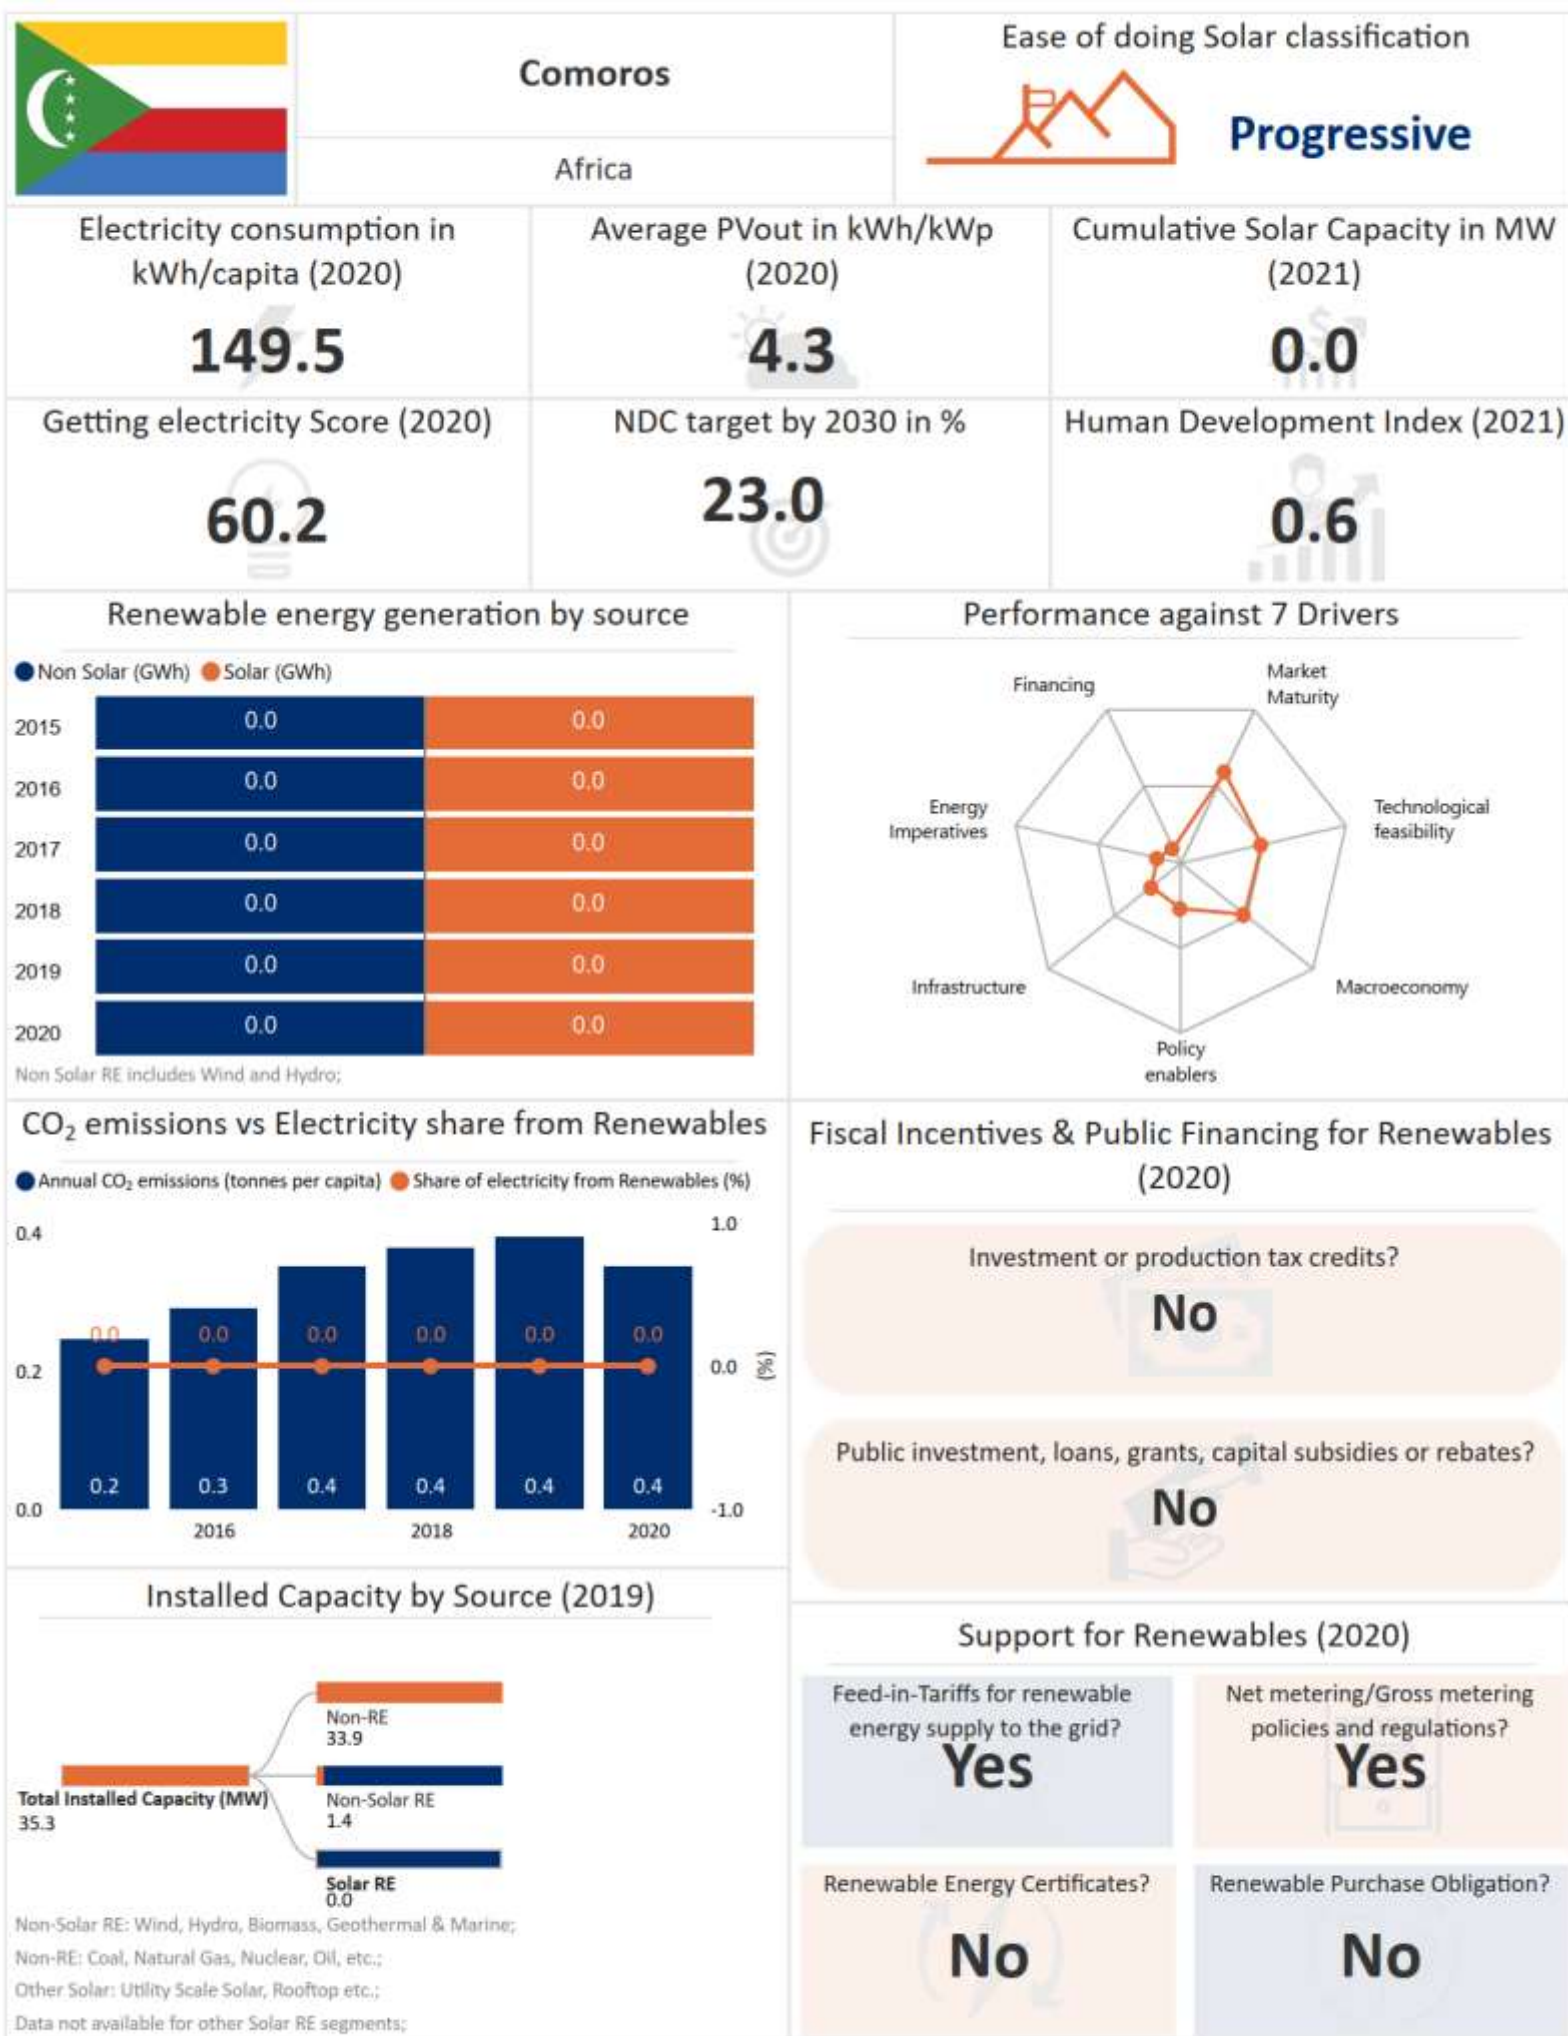 Comoros
Africa
Ease of doing Solar classification
Progressive
Electricity consumption in
kWh/capita (2020)
149.5
Average PVout in kWh/kWp
(2020)
4.3
Cumulative Solar Capacity in MW
(2021)
0.0
Getting electricity Score (2020)
60.2
NDC target by 2030 in %
23.0
Human Development Index (2021)
0.6
Renewable energy generation by source
Non Solar (GWh) Solar (GWh)
2015 0.0 0.0
2016 0.0 0.0
2017 0.0 0.0
2018 0.0 0.0
2019 0.0 0.0
2020 0.0 0.0
Non Solar RE includes Wind and Hydro;
Performance against 7 Drivers
Market
Maturity
Financing
Energy
Imperatives
Technological
feasibility
Infrastructure
Macroeconomy
Policy
enablers
CO₂ emissions vs Electricity share from Renewables
Annual CO₂ emissions (tonnes per capita) Share of electricity from Renewables (%)
0.4
1.0
0.0 0.0 0.0 0.0 0.0 0.0
0.2
0.0
(%)
0.2 0.3 0.4 0.4 0.4 0.4
0.0
-1.0
2016 2018 2020
Fiscal Incentives & Public Financing for Renewables
(2020)
Investment or production tax credits?
No
Public investment, loans, grants, capital subsidies or rebates?
No
Installed Capacity by Source (2019)
Non-RE
33.9
Total Installed Capacity (MW)
35.3
Non-Solar RE
1.4
Solar RE
0.0
Non-Solar RE: Wind, Hydro, Biomass, Geothermal & Marine;
Non-RE: Coal, Natural Gas, Nuclear, Oil, etc.;
Other Solar: Utility Scale Solar, Rooftop etc.;
Data not available for other Solar RE segments;
Support for Renewables (2020)
Feed-in-Tariffs for renewable
energy supply to the grid?
Yes
Net metering/Gross metering
policies and regulations?
Yes
Renewable Energy Certificates?
No
Renewable Purchase Obligation?
No